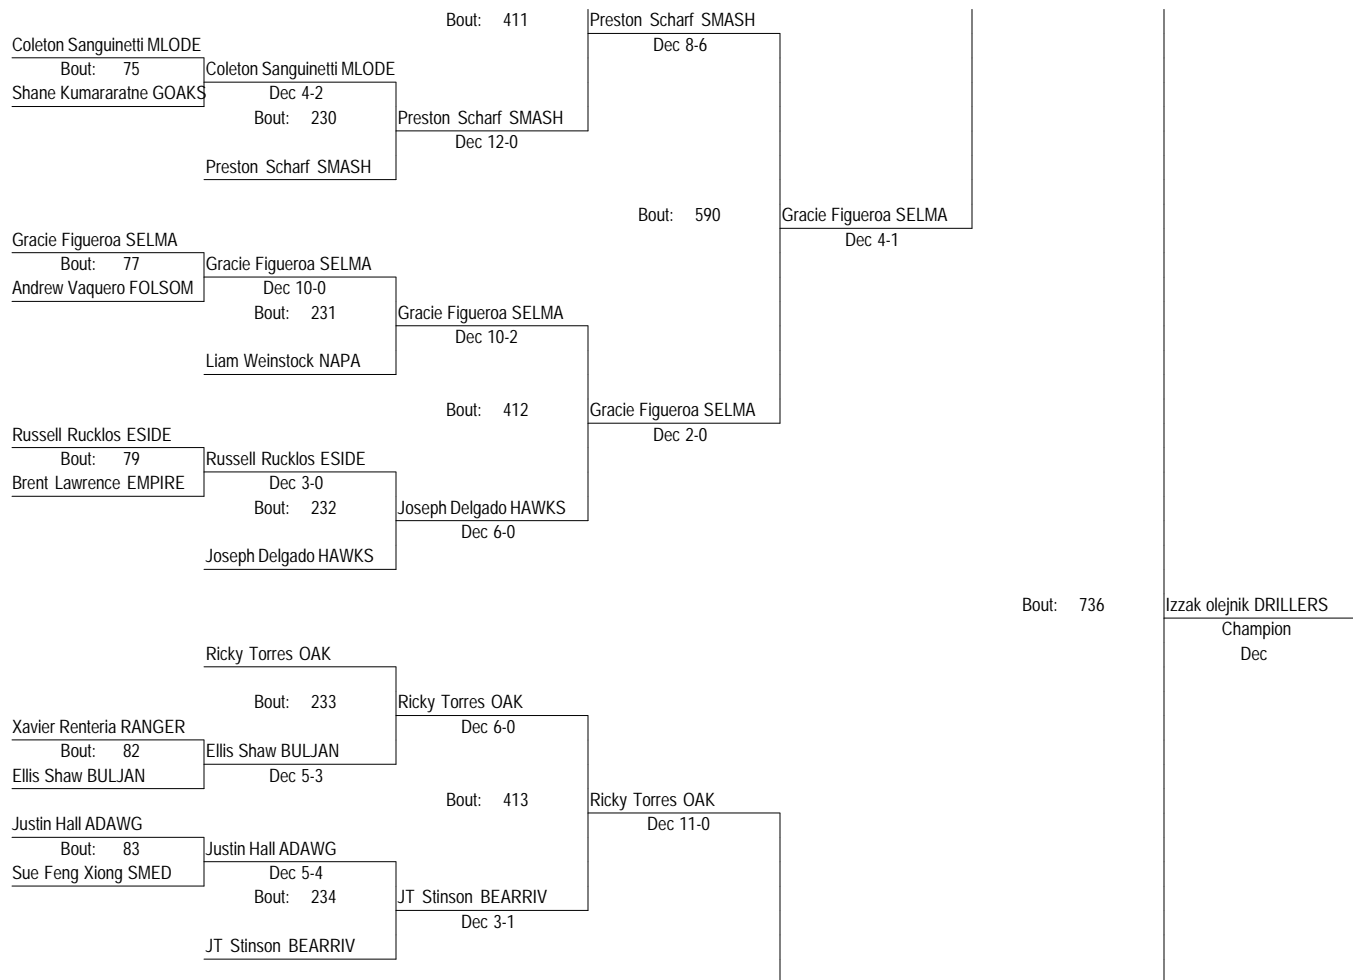 Bout: 411 Preston Scharf SMASH
Coleton Sanguinetti MLODE Dec 8-6
Bout: 75 Coleton Sanguinetti MLODE
Shane Kumararatne GOAKS Dec 4-2
Bout: 230 Preston Scharf SMASH
Dec 12-0
Preston Scharf SMASH
Bout: 590 Gracie Figueroa SELMA
Gracie Figueroa SELMA Dec 4-1
Bout: 77 Gracie Figueroa SELMA
Andrew Vaquero FOLSOM Dec 10-0
Bout: 231 Gracie Figueroa SELMA
Dec 10-2
Liam Weinstock NAPA
Bout: 412 Gracie Figueroa SELMA
Russell Rucklos ESIDE Dec 2-0
Bout: 79 Russell Rucklos ESIDE
Brent Lawrence EMPIRE Dec 3-0
Bout: 232 Joseph Delgado HAWKS
Dec 6-0
Joseph Delgado HAWKS
Bout: 736 Izzak olejnik DRILLERS
Champion
Ricky Torres OAK Dec
Bout: 233 Ricky Torres OAK
Xavier Renteria RANGER Dec 6-0
Bout: 82 Ellis Shaw BULJAN
Ellis Shaw BULJAN Dec 5-3
Bout: 413 Ricky Torres OAK
Justin Hall ADAWG Dec 11-0
Bout: 83 Justin Hall ADAWG
Sue Feng Xiong SMED Dec 5-4
Bout: 234 JT Stinson BEARRIV
Dec 3-1
JT Stinson BEARRIV